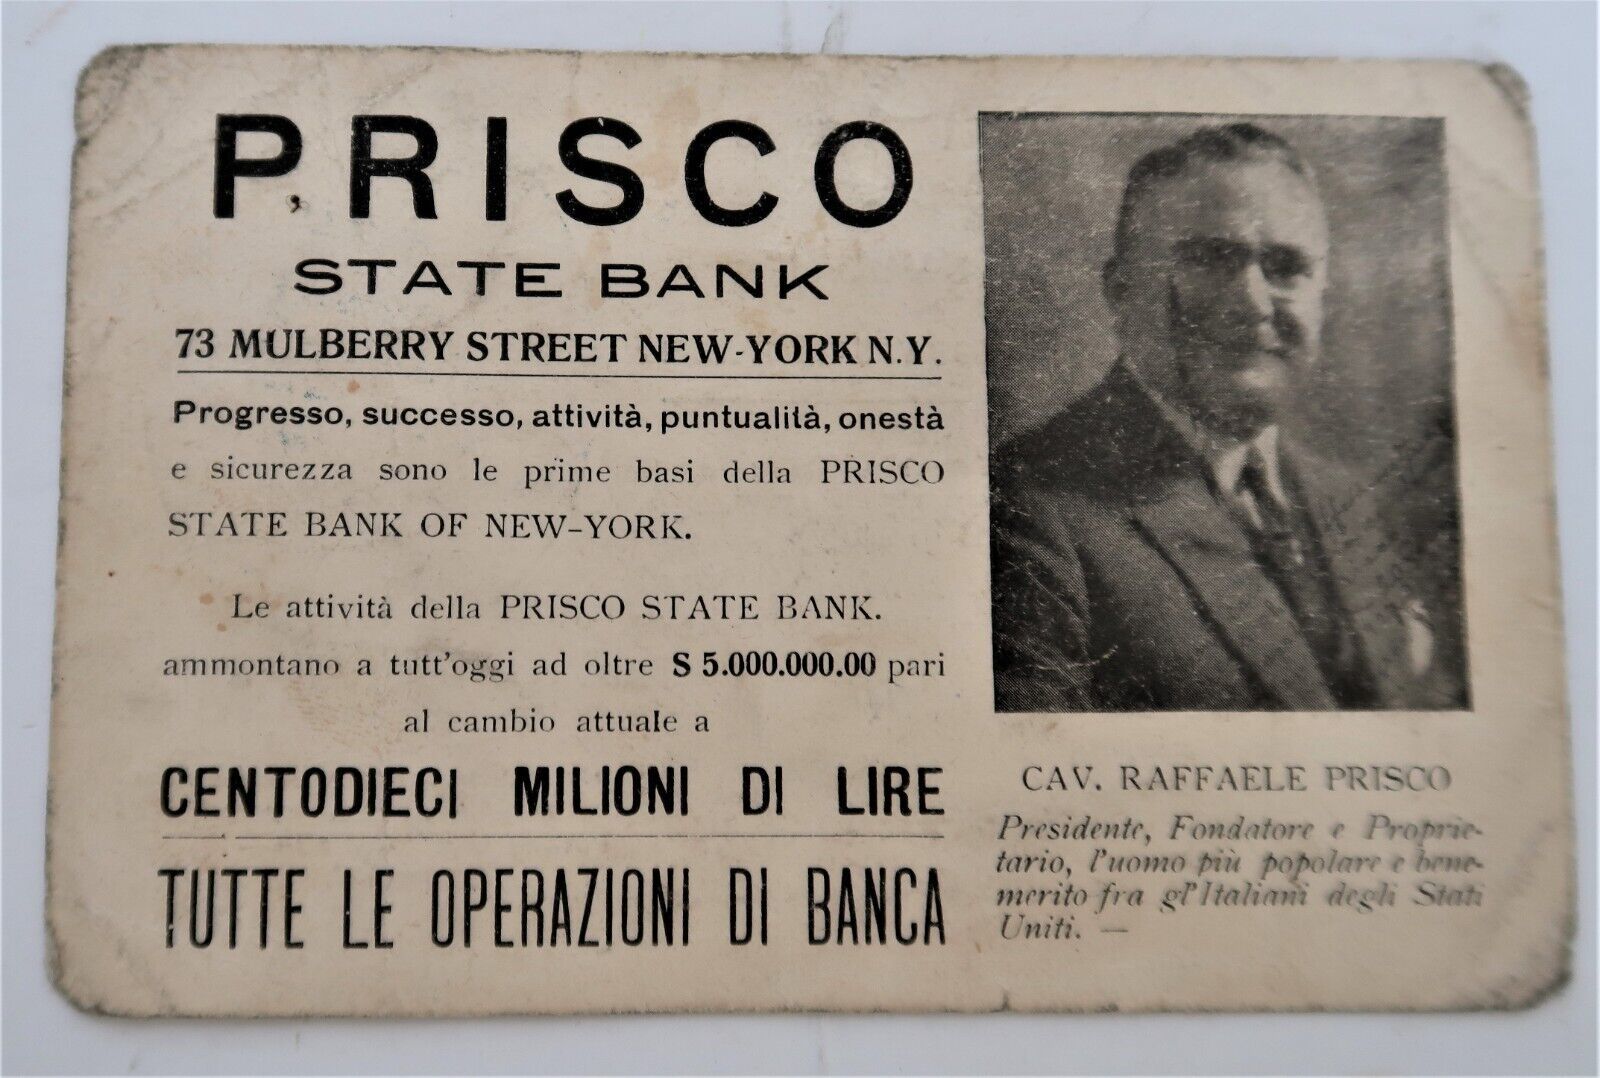 PRISCO
STATE BANK
73 MULBERRY STREET NEW-YORK N.Y.
Progresso, successo, attività, puntualità, onestà
e sicurezza sono le prime basi della PRISCO
STATE BANK OF NEW-YORK.
Le attività della PRISCO STATE BANK.
ammontano a tutt'oggi ad oltre $ 5.000.000.00 pari
al cambio attuale a
CENTODIECI MILIONI DI LIRE
TUTTE LE OPERAZIONI DI BANCA
CAV. RAFFAELE PRISCO
Presidente, Fondatore e Proprie-
tario, l'uomo più popolare e bene-
merito fra gl'Italiani degli Stati
Uniti. —